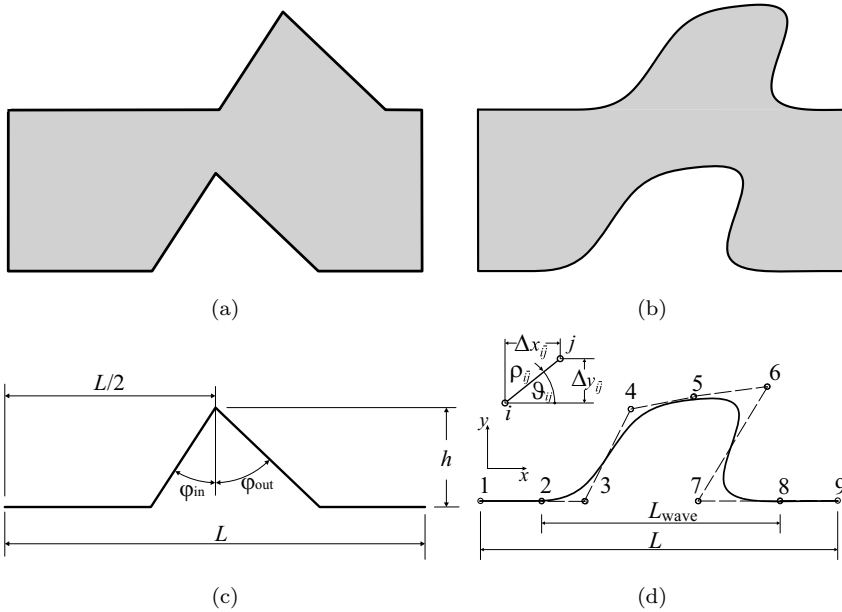 (a)
(b)
L/2
h
φin
φout
L
(c)
Δxij
j
ρij
Δyij
ϑij
i
y
x
1
2
3
4
5
6
7
8
9
Lwave
L
(d)